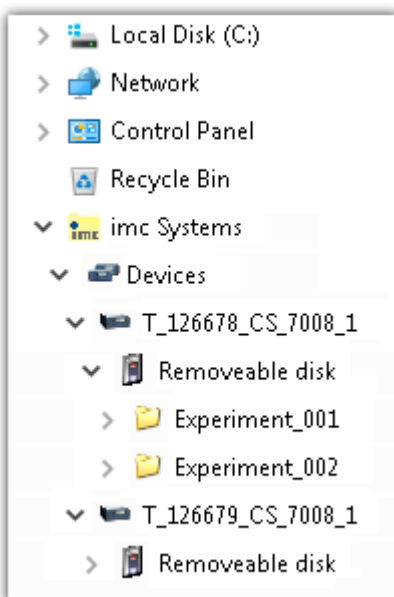 Local Disk (C:)
Network
Control Panel
Recycle Bin
imc Systems
Devices
T_126678_CS_7008_1
Removeable disk
Experiment_001
Experiment_002
T_126679_CS_7008_1
Removeable disk